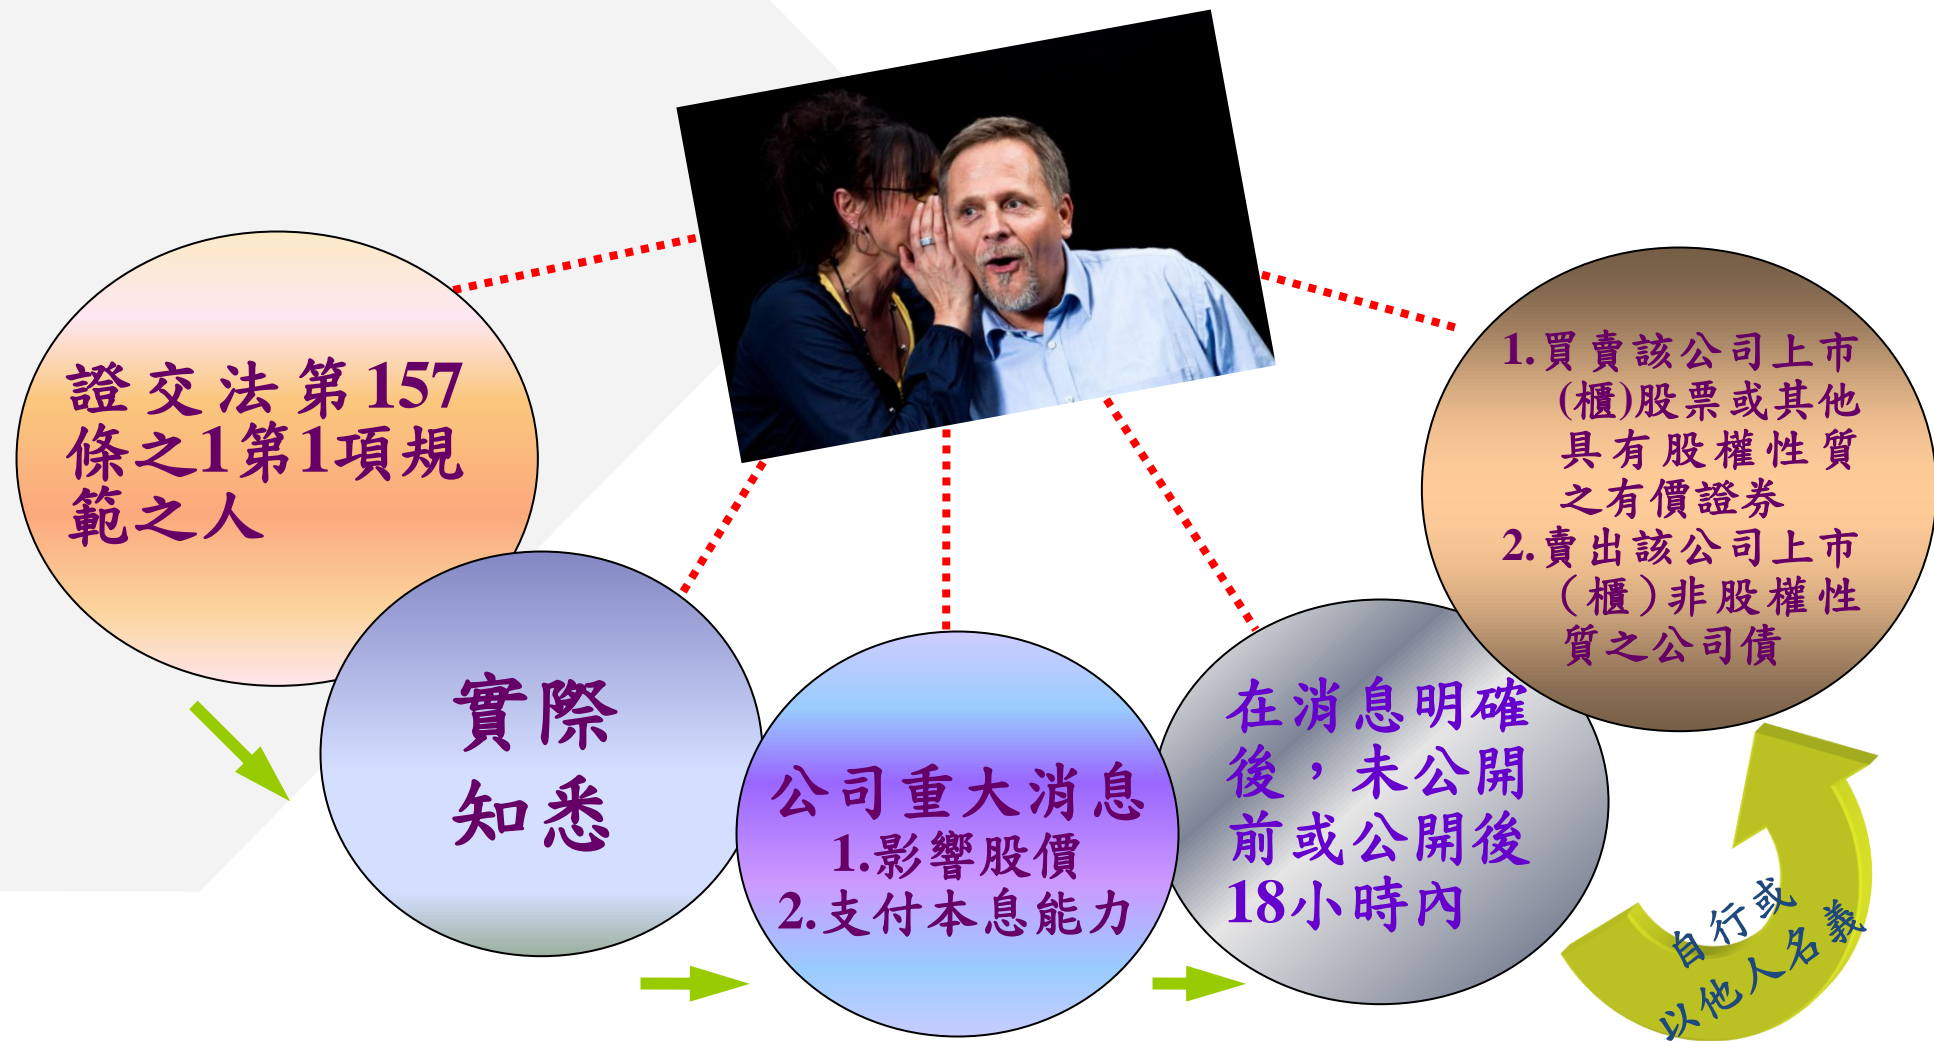 證交法第157
條之1第1項規
範之人
實際
知悉
公司重大消息
1.影響股價
2.支付本息能力
在消息明確
後，未公開
前或公開後
18小時內
1.買賣該公司上市
(櫃)股票或其他
具有股權性質
之有價證券
2.賣出該公司上市
（櫃）非股權性
質之公司債
自行或
以他人名義